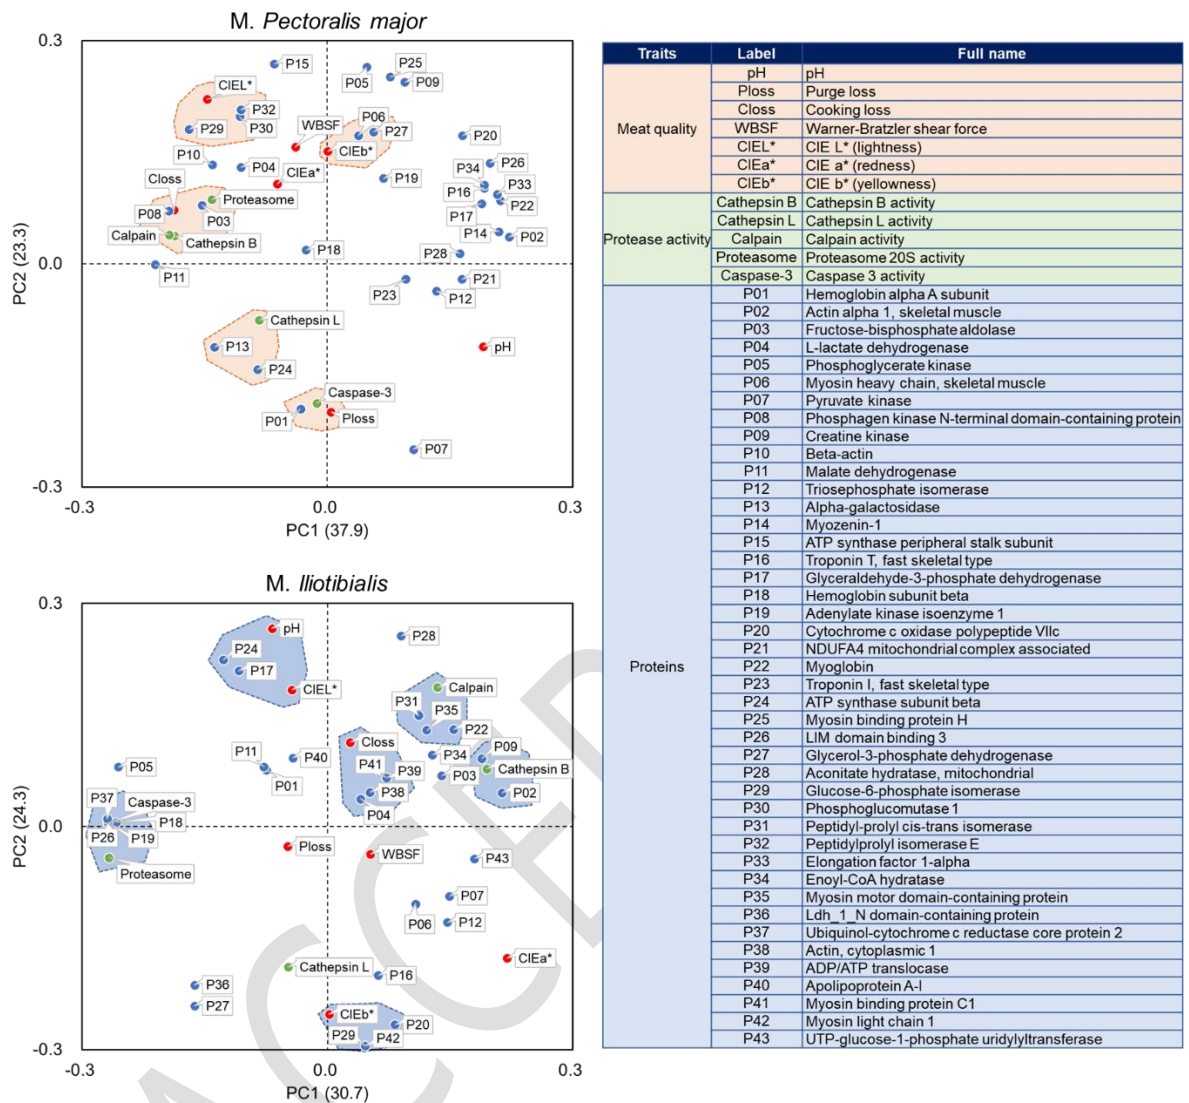 M. Pectoralis major
0.3
P15
P25
P05
P09
CIEL*
P32
P30
P29
WBSF
P06
P27
CIEb*
P20
P10
P04
CIEa*
P26
P34
P33
P19
P16
P22
Closs
Proteasome
P08
P03
P17
P14
P02
Calpain
Cathepsin B
P18
P28
PC2 (23.3)
0.0
P11
P21
P23
P12
Cathepsin L
P13
pH
P24
Caspase-3
P01
Ploss
P07
-0.3
-0.3
0.0
0.3
PC1 (37.9)
M. Iliotibialis
0.3
pH
P28
P24
P17
CIEL*
Calpain
P31
P35
P22
Closs
P09
P11
P40
P41
P39
P34
Cathepsin B
P05
P01
P03
P38
P02
P37
Caspase-3
P04
P18
PC2 (24.3)
0.0
P26
P19
Ploss
WBSF
P43
Proteasome
P07
P06
P12
CIEa*
Cathepsin L
P16
P36
P27
CIEb*
P20
P29
P42
-0.3
-0.3
0.0
0.3
PC1 (30.7)
Traits Label Full name
Meat quality
pH pH
Ploss Purge loss
Closs Cooking loss
WBSF Warner-Bratzler shear force
CIEL* CIE L* (lightness)
CIEa* CIE a* (redness)
CIEb* CIE b* (yellowness)
Protease activity
Cathepsin B Cathepsin B activity
Cathepsin L Cathepsin L activity
Calpain Calpain activity
Proteasome Proteasome 20S activity
Caspase-3 Caspase 3 activity
Proteins
P01 Hemoglobin alpha A subunit
P02 Actin alpha 1, skeletal muscle
P03 Fructose-bisphosphate aldolase
P04 L-lactate dehydrogenase
P05 Phosphoglycerate kinase
P06 Myosin heavy chain, skeletal muscle
P07 Pyruvate kinase
P08 Phosphagen kinase N-terminal domain-containing protein
P09 Creatine kinase
P10 Beta-actin
P11 Malate dehydrogenase
P12 Triosephosphate isomerase
P13 Alpha-galactosidase
P14 Myozenin-1
P15 ATP synthase peripheral stalk subunit
P16 Troponin T, fast skeletal type
P17 Glyceraldehyde-3-phosphate dehydrogenase
P18 Hemoglobin subunit beta
P19 Adenylate kinase isoenzyme 1
P20 Cytochrome c oxidase polypeptide VIIc
P21 NDUFA4 mitochondrial complex associated
P22 Myoglobin
P23 Troponin I, fast skeletal type
P24 ATP synthase subunit beta
P25 Myosin binding protein H
P26 LIM domain binding 3
P27 Glycerol-3-phosphate dehydrogenase
P28 Aconitate hydratase, mitochondrial
P29 Glucose-6-phosphate isomerase
P30 Phosphoglucomutase 1
P31 Peptidyl-prolyl cis-trans isomerase
P32 Peptidylprolyl isomerase E
P33 Elongation factor 1-alpha
P34 Enoyl-CoA hydratase
P35 Myosin motor domain-containing protein
P36 Ldh_1_N domain-containing protein
P37 Ubiquinol-cytochrome c reductase core protein 2
P38 Actin, cytoplasmic 1
P39 ADP/ATP translocase
P40 Apolipoprotein A-I
P41 Myosin binding protein C1
P42 Myosin light chain 1
P43 UTP-glucose-1-phosphate uridylyltransferase